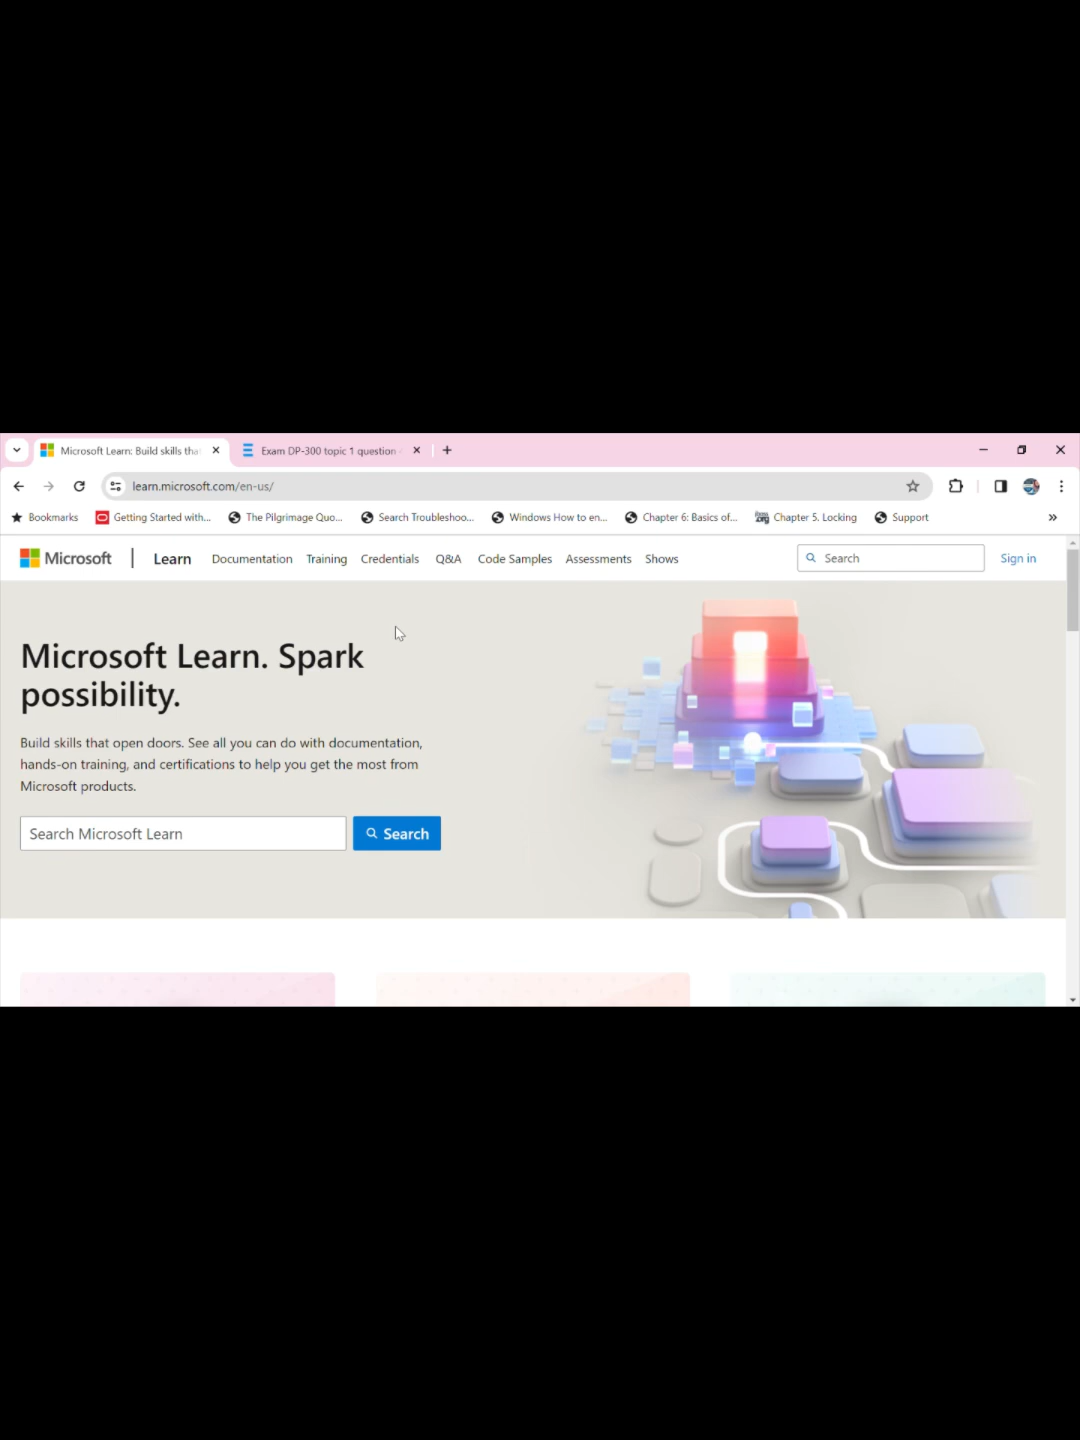 Microsoft Learn: Build skills tha
Exam DP-300 topic 1 question
learn.microsoft.com/en-us/
Bookmarks
Getting Started with...
The Pilgrimage Quo...
Search Troubleshoo...
Windows How to en...
Chapter 6: Basics of...
Chapter 5. Locking
Support
Microsoft
Learn
Documentation
Training
Credentials
Q&A
Code Samples
Assessments
Shows
Search
Sign in
Microsoft Learn. Spark
possibility.
Build skills that open doors. See all you can do with documentation,
hands-on training, and certifications to help you get the most from
Microsoft products.
Search Microsoft Learn
Search